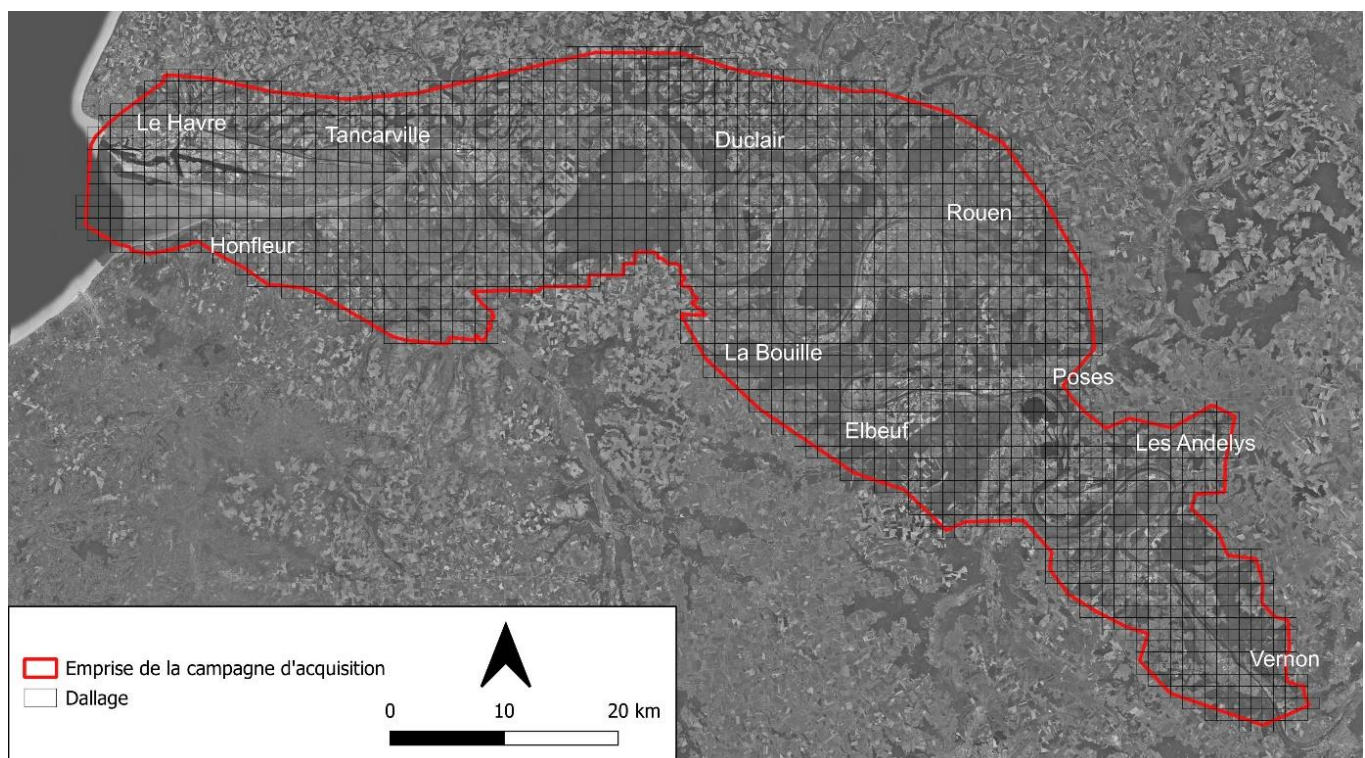 Le Havre
Tancarville
Duclair
Rouen
Honfleur
La Bouille
Poses
Elbeuf
Les Andelys
Vernon
Emprise de la campagne d'acquisition
Dallage
0 10 20 km